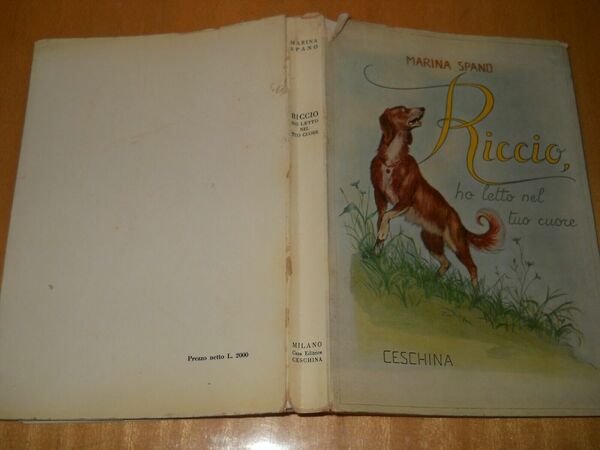 Prezzo netto L. 2000
MARINA
SPANO
RICCIO
HO LETTO
NEL
TUO CUORE
MILANO
Casa Editrice
CESCHINA
MARINA SPANO
Riccio,
ho letto nel
tuo cuore
CESCHINA